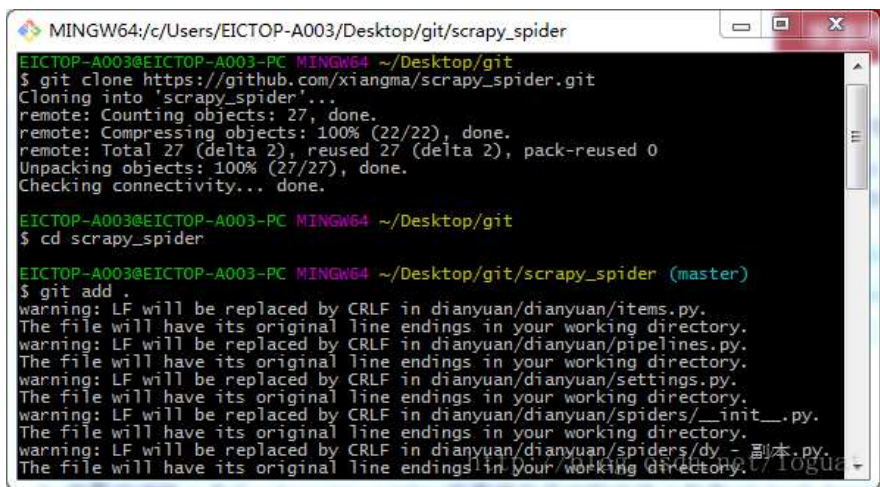 MINGW64:/c/Users/EICTOP-A003/Desktop/git/scrapy_spider
EICTOP-A003@EICTOP-A003-PC MINGW64 ~/Desktop/git
$ git clone https://github.com/xiangma/scrapy_spider.git
Cloning into 'scrapy_spider'...
remote: Counting objects: 27, done.
remote: Compressing objects: 100% (22/22), done.
remote: Total 27 (delta 2), reused 27 (delta 2), pack-reused 0
Unpacking objects: 100% (27/27), done.
Checking connectivity... done.
EICTOP-A003@EICTOP-A003-PC MINGW64 ~/Desktop/git
$ cd scrapy_spider
EICTOP-A003@EICTOP-A003-PC MINGW64 ~/Desktop/git/scrapy_spider (master)
$ git add .
warning: LF will be replaced by CRLF in dianyuan/dianyuan/items.py.
The file will have its original line endings in your working directory.
warning: LF will be replaced by CRLF in dianyuan/dianyuan/pipelines.py.
The file will have its original line endings in your working directory.
warning: LF will be replaced by CRLF in dianyuan/dianyuan/settings.py.
The file will have its original line endings in your working directory.
warning: LF will be replaced by CRLF in dianyuan/dianyuan/spiders/__init__.py.
The file will have its original line endings in your working directory.
warning: LF will be replaced by CRLF in dianyuan/dianyuan/spiders/dy - 副本.py.
The file will have its original line endings in your working directory.